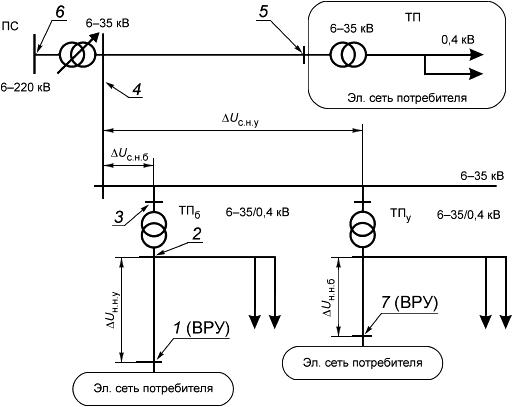 ПС
6
6–35 кВ
5
6–35 кВ
ТП
0,4 кВ
6–220 кВ
4
Эл. сеть потребителя
ΔUс.н.у
ΔUс.н.б
6–35 кВ
3
ТПб
6–35/0,4 кВ
ТПу
6–35/0,4 кВ
2
ΔUн.н.у
ΔUн.н.б
1 (ВРУ)
7 (ВРУ)
Эл. сеть потребителя
Эл. сеть потребителя